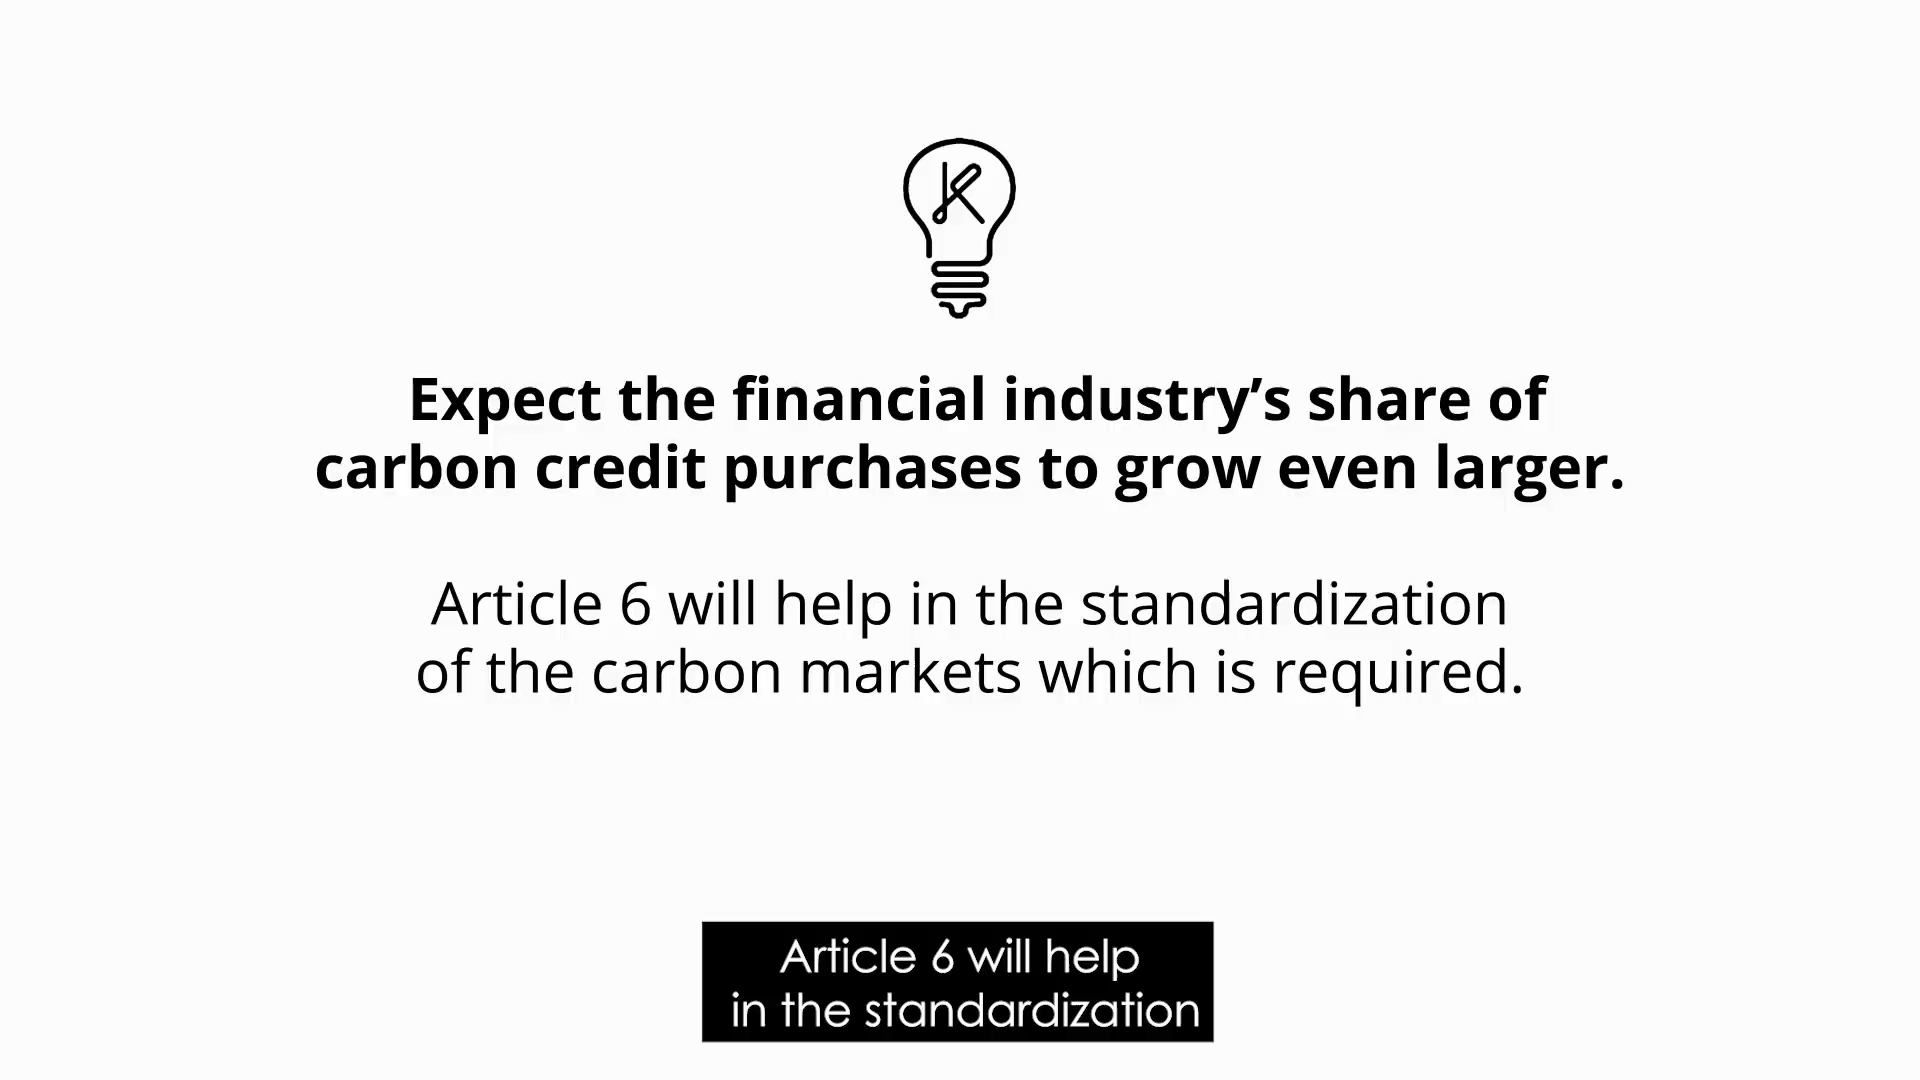 K
Expect the financial industry’s share of
carbon credit purchases to grow even larger.
Article 6 will help in the standardization
of the carbon markets which is required.
Article 6 will help
in the standardization